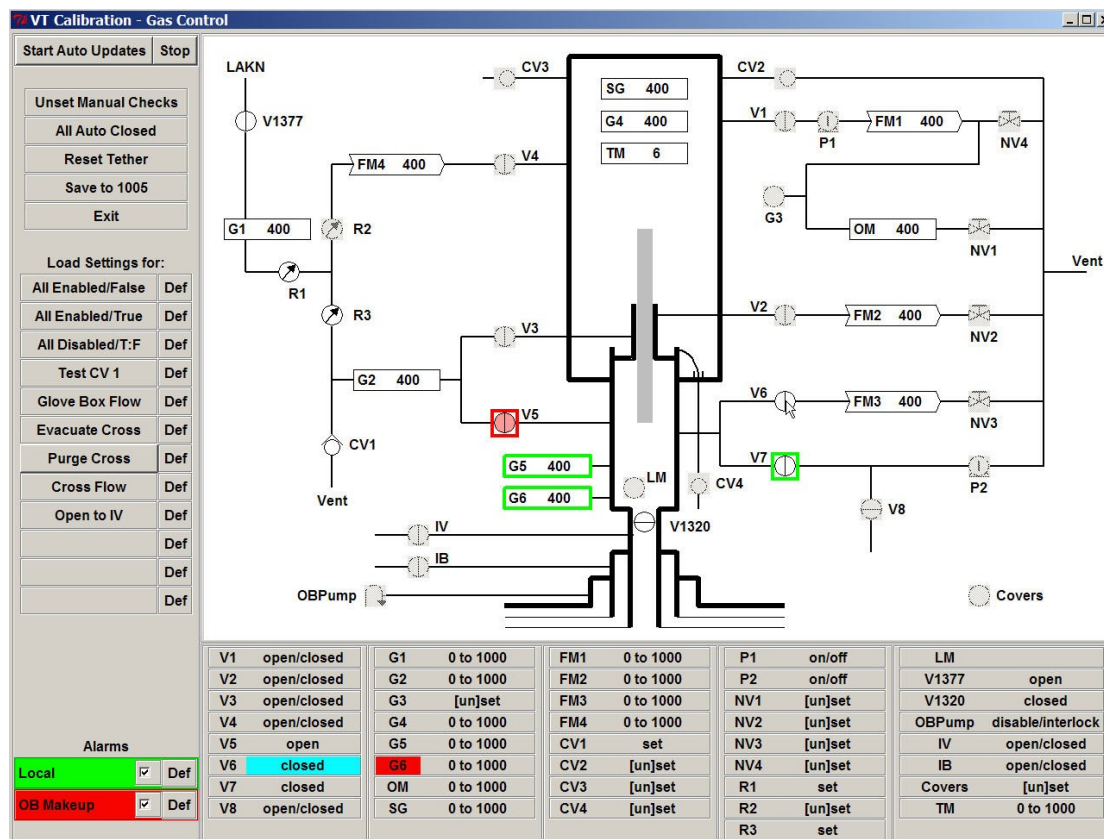 VT Calibration - Gas Control
Start Auto Updates Stop
Unset Manual Checks
All Auto Closed
Reset Tether
Save to 1005
Exit
Load Settings for:
All Enabled/False Def
All Enabled/True Def
All Disabled/T:F Def
Test CV 1 Def
Glove Box Flow Def
Evacuate Cross Def
Purge Cross Def
Cross Flow Def
Open to IV Def
Def
Def
Def
Alarms
Local Def
OB Makeup Def
LAKN
CV3
CV2
SG 400
G4 400
TM 6
V1377
V1
P1
FM1 400
NV4
FM4 400
V4
G3
G1 400
R2
OM 400
NV1
R1
Vent
R3
V3
V2
FM2 400
NV2
G2 400
V5
V6
FM3 400
NV3
CV1
V7
P2
G5 400
LM
CV4
G6 400
Vent
V8
V1320
IV
IB
OBPump
Covers
V1 open/closed G1 0 to 1000 FM1 0 to 1000 P1 on/off LM
V2 open/closed G2 0 to 1000 FM2 0 to 1000 P2 on/off V1377 open
V3 open/closed G3 [un]set FM3 0 to 1000 NV1 [un]set V1320 closed
V4 open/closed G4 0 to 1000 FM4 0 to 1000 NV2 [un]set OBPump disable/interlock
V5 open G5 0 to 1000 CV1 set NV3 [un]set IV open/closed
V6 closed G6 0 to 1000 CV2 [un]set NV4 [un]set IB open/closed
V7 closed OM 0 to 1000 CV3 [un]set R1 set Covers [un]set
V8 open/closed SG 0 to 1000 CV4 [un]set R2 [un]set TM 0 to 1000
R3 set